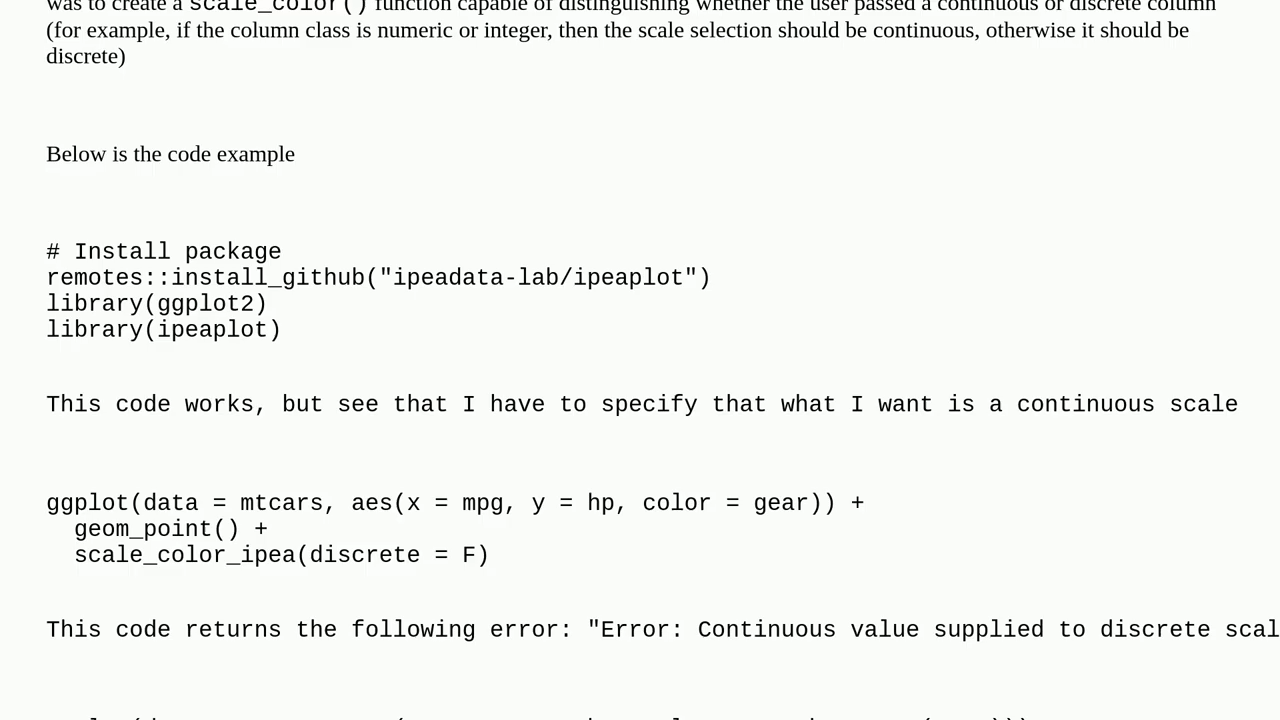 was to create a scale_color() function capable of distinguishing whether the user passed a continuous or discrete column
(for example, if the column class is numeric or integer, then the scale selection should be continuous, otherwise it should be
discrete)
Below is the code example
# Install package
remotes::install_github("ipeadata-lab/ipeaplot")
library(ggplot2)
library(ipeaplot)
This code works, but see that I have to specify that what I want is a continuous scale
ggplot(data = mtcars, aes(x = mpg, y = hp, color = gear)) +
  geom_point() +
  scale_color_ipea(discrete = F)
This code returns the following error: "Error: Continuous value supplied to discrete scal